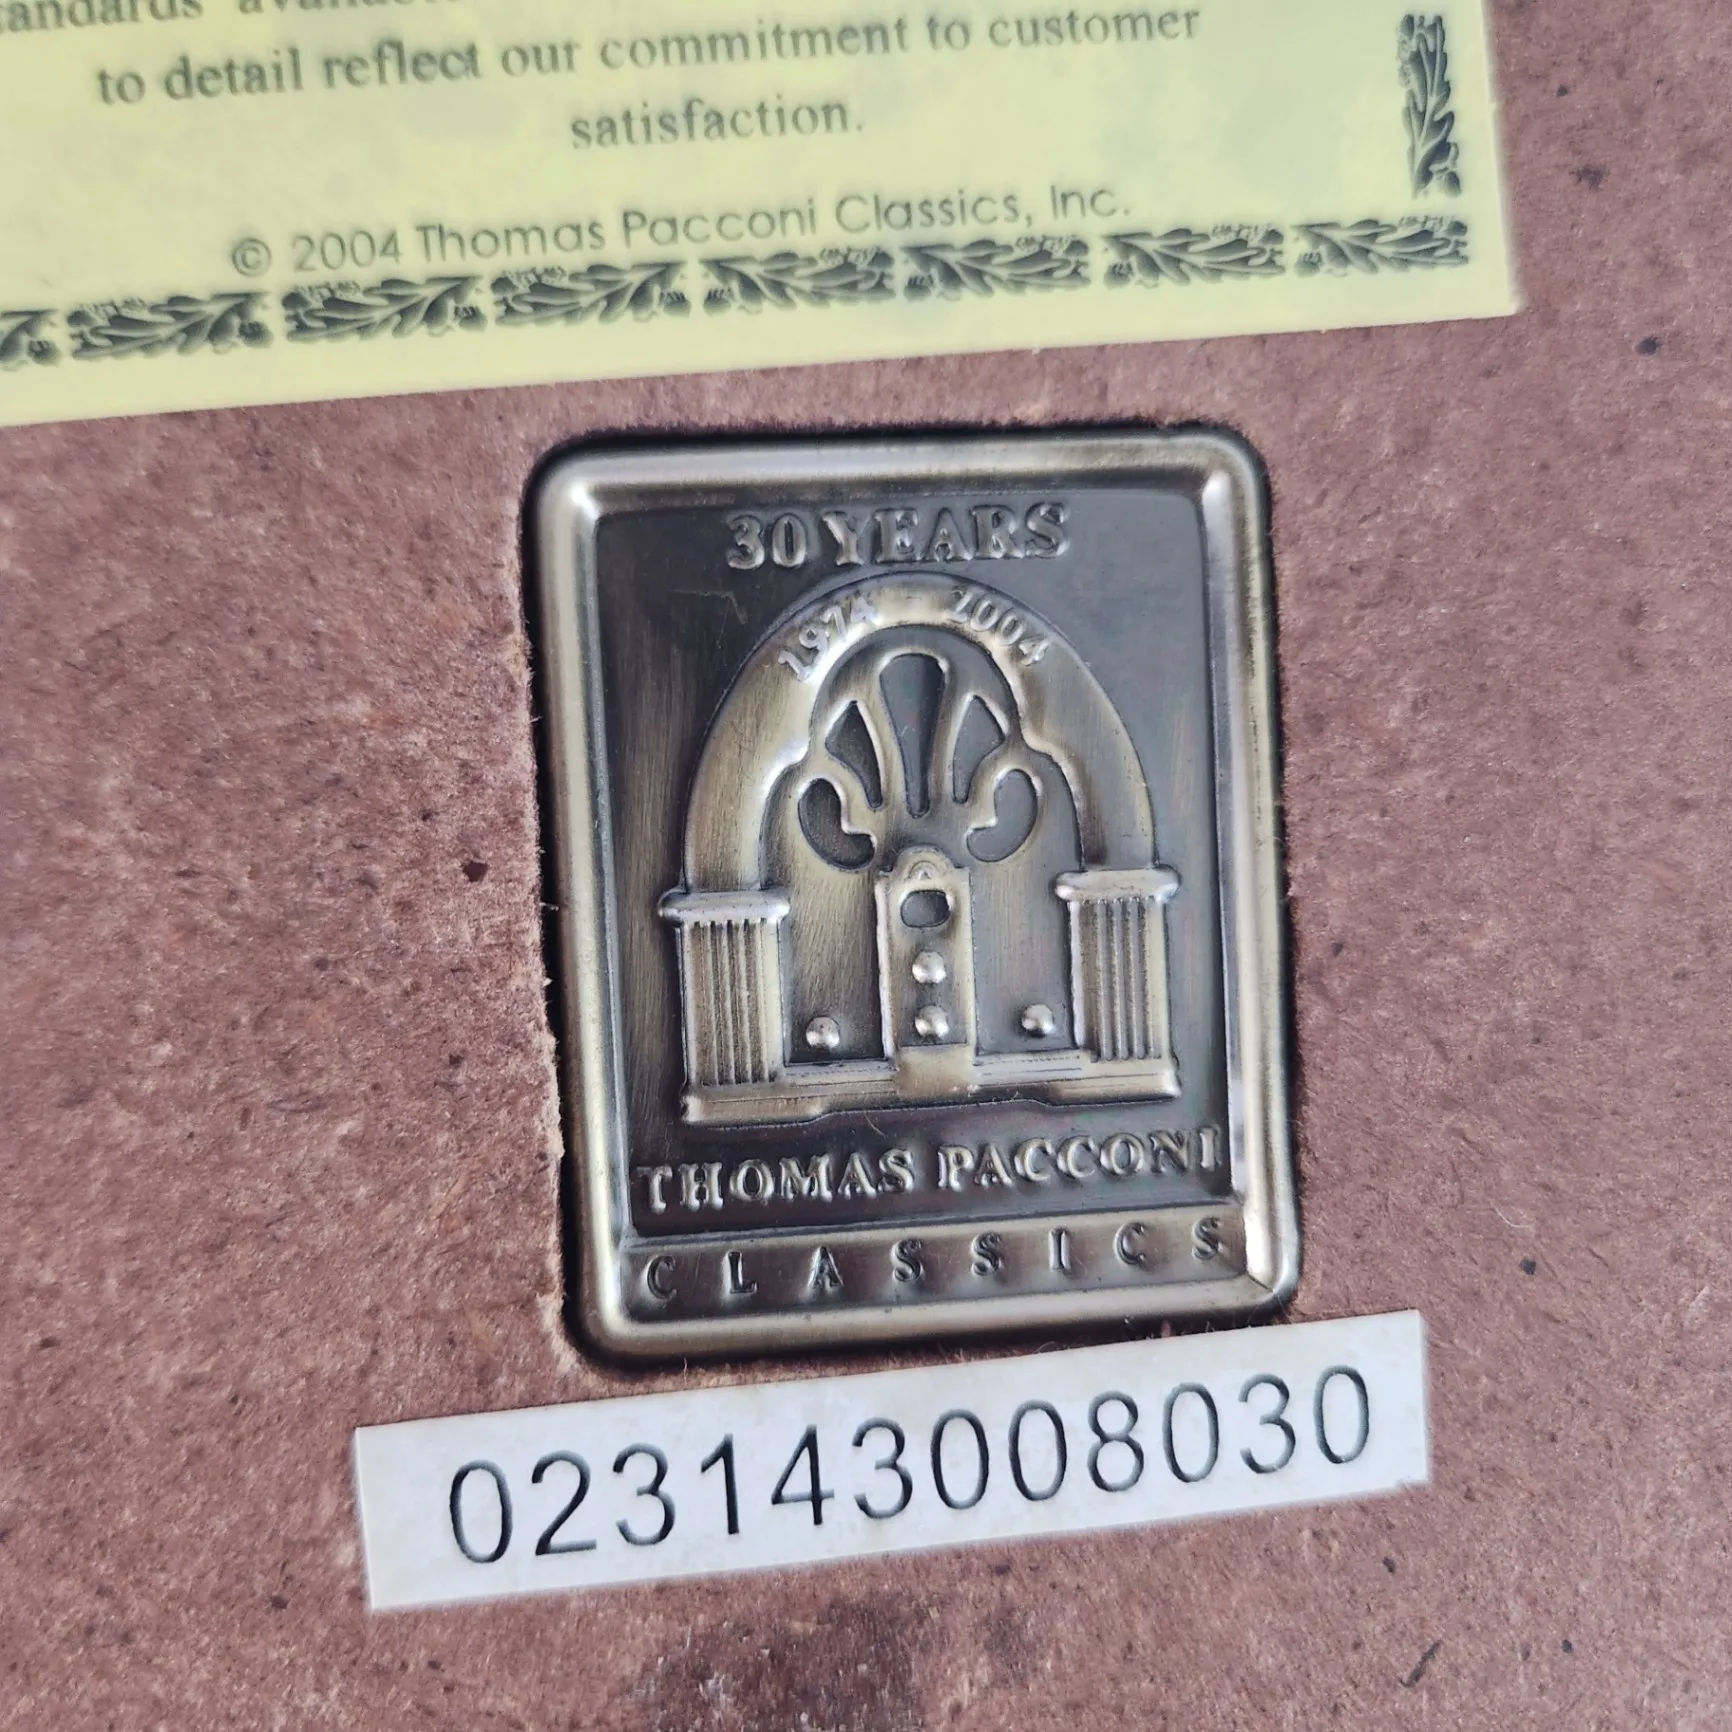 to detail reflect our commitment to customer
satisfaction.
© 2004 Thomas Pacconi Classics, Inc.
30 YEARS
1974 - 2004
THOMAS PACCONI
CLASSICS
023143008030